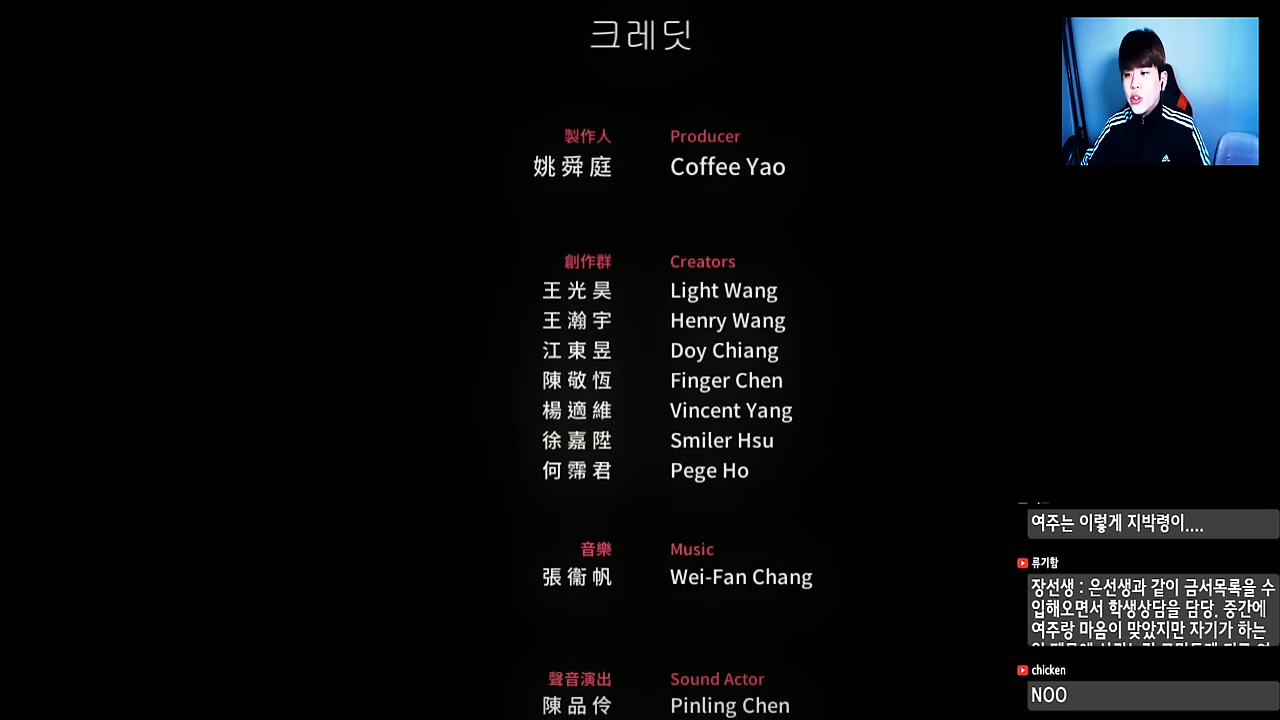 크레딧
製作人 Producer
姚舜庭 Coffee Yao
創作群 Creators
王光昊 Light Wang
王瀚宇 Henry Wang
江東昱 Doy Chiang
陳敬恆 Finger Chen
楊適維 Vincent Yang
徐嘉陞 Smiler Hsu
何霈君 Pege Ho
音樂 Music
張衞帆 Wei-Fan Chang
聲音演出 Sound Actor
陳品伶 Pinling Chen
여주는 이렇게 지박령이....
류기함
장선생 : 은선생과 같이 금서목록을 수
입해오면서 학생상담을 담당. 중간에
여주랑 마음이 맞았지만 자기가 하는
chicken
NOO